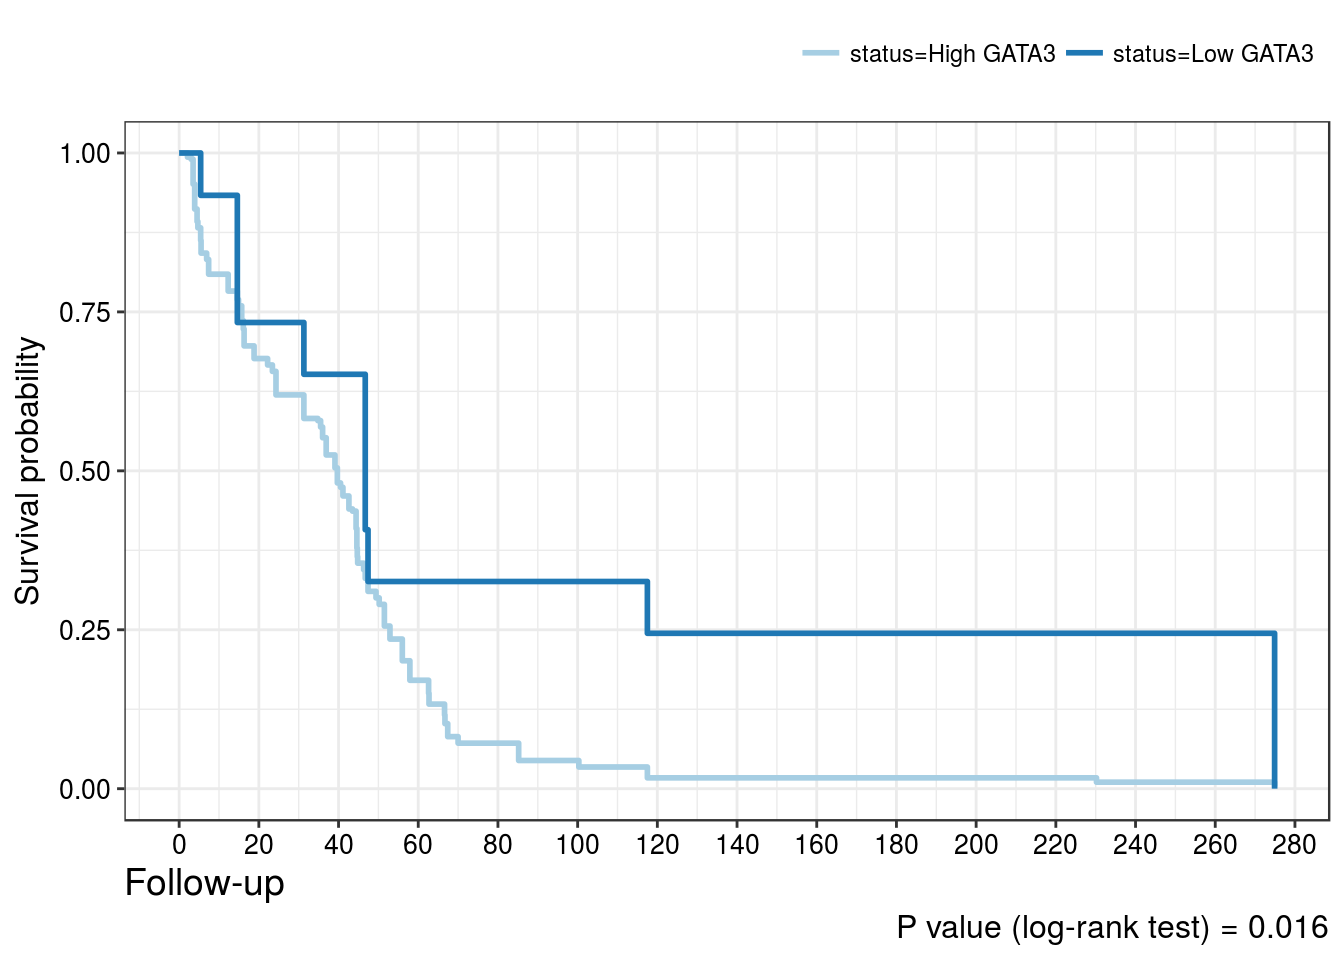 status=High GATA3 status=Low GATA3
Survival probability
1.00
0.75
0.50
0.25
0.00
0 20 40 60 80 100 120 140 160 180 200 220 240 260 280
Follow-up
P value (log-rank test) = 0.016